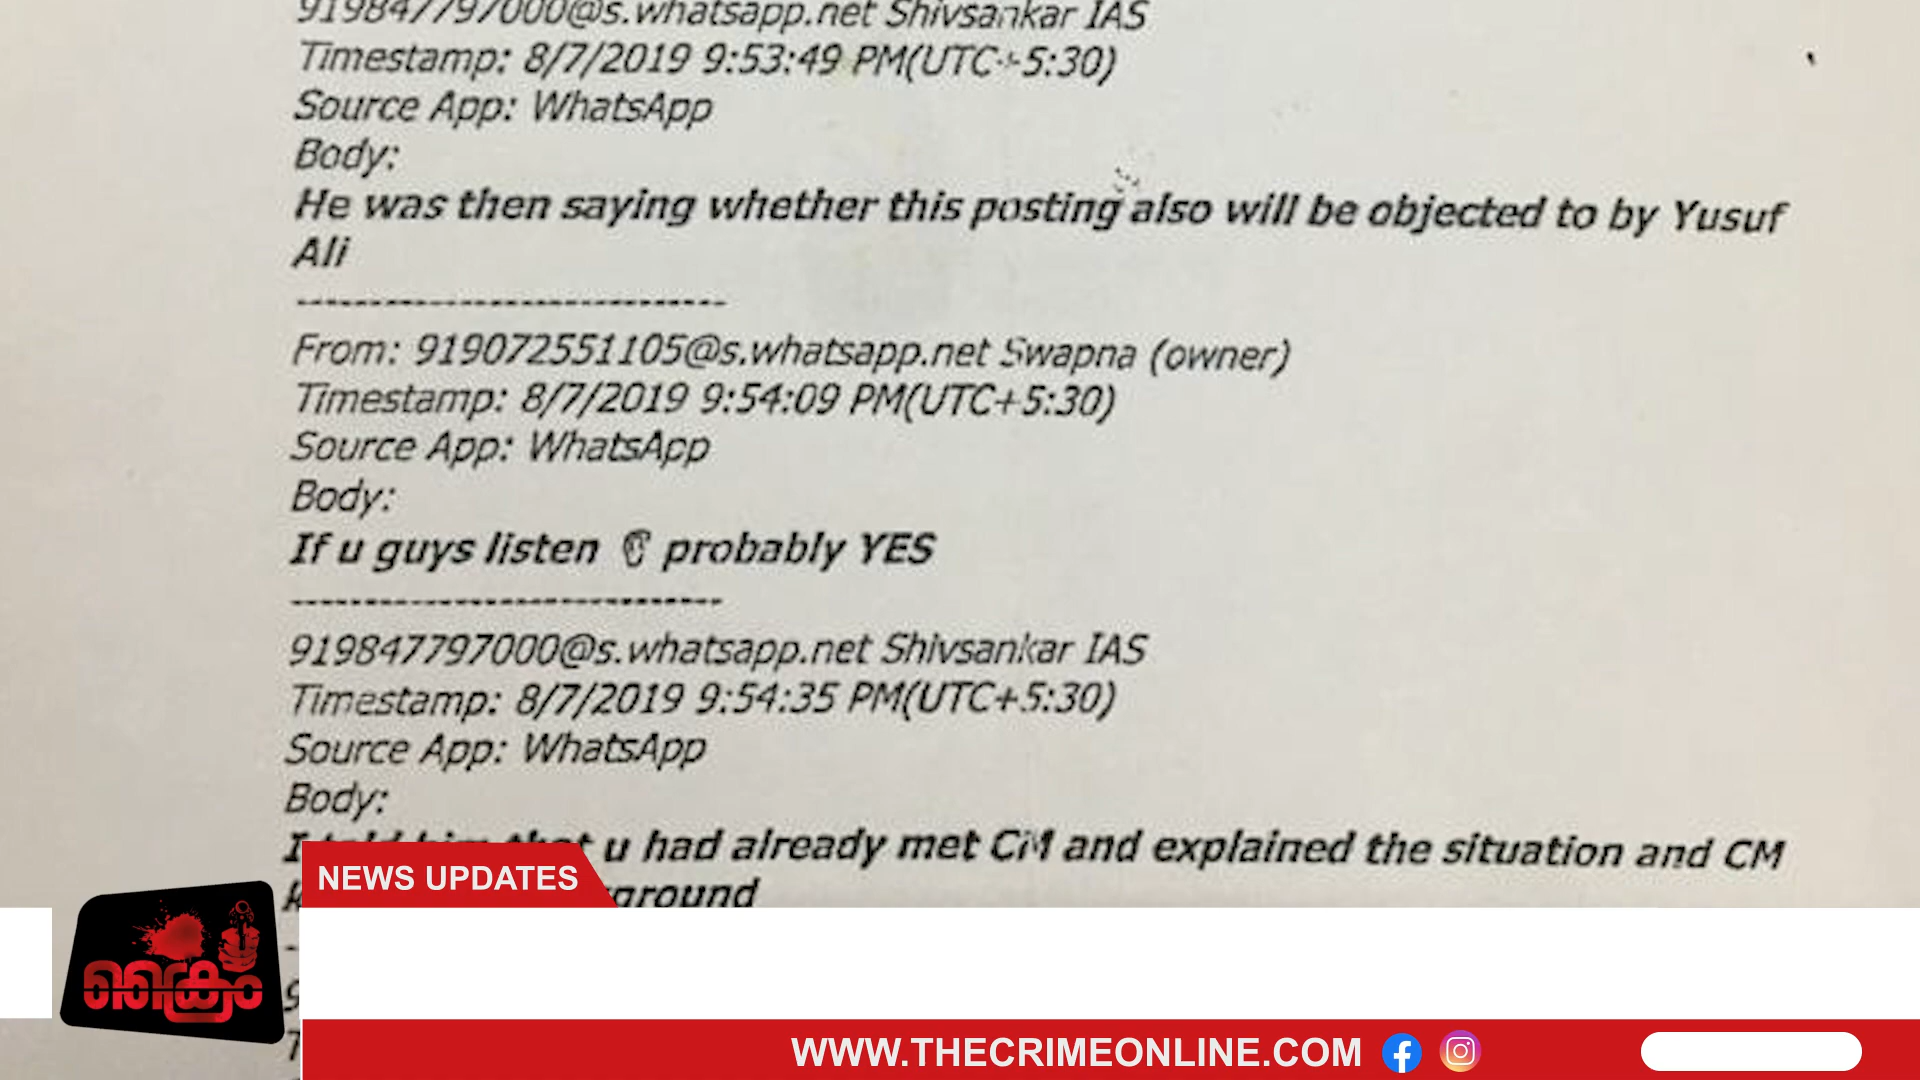 919847797000@s.whatsapp.net Shivsankar IAS
Timestamp: 8/7/2019 9:53:49 PM(UTC+5:30)
Source App: WhatsApp
Body:
He was then saying whether this posting also will be objected to by Yusuf
Ali
-----------------------------
From: 919072551105@s.whatsapp.net Swapna (owner)
Timestamp: 8/7/2019 9:54:09 PM(UTC+5:30)
Source App: WhatsApp
Body:
If u guys listen 👂 probably YES
-----------------------------
919847797000@s.whatsapp.net Shivsankar IAS
Timestamp: 8/7/2019 9:54:35 PM(UTC+5:30)
Source App: WhatsApp
Body:
I told him that u had already met CM and explained the situation and CM
ground
NEWS UPDATES
ക്രൈം
WWW.THECRIMEONLINE.COM